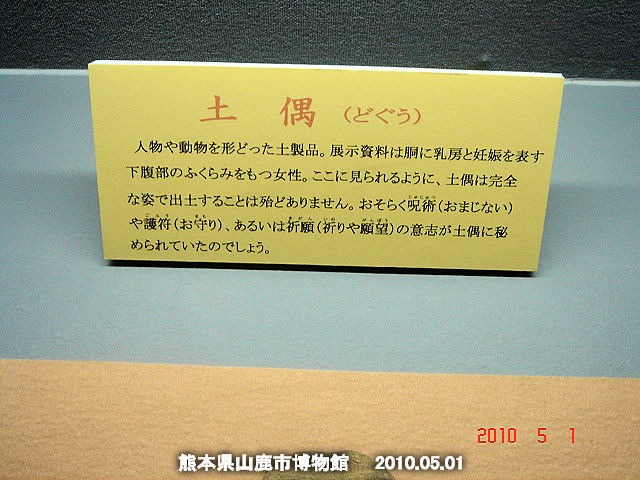 土 偶 (どぐう)
人物や動物を形どった土製品。展示資料は胴に乳房と妊娠を表す
下腹部のふくらみをもつ女性。ここに見られるように、土偶は完全
な姿で出土することは殆どありません。おそらく呪術(おまじない)
や護符(お守り)、あるいは祈願(祈りや願望)の意志が土偶に秘
められていたのでしょう。
2010 5 1
熊本県山鹿市博物館 2010.05.01